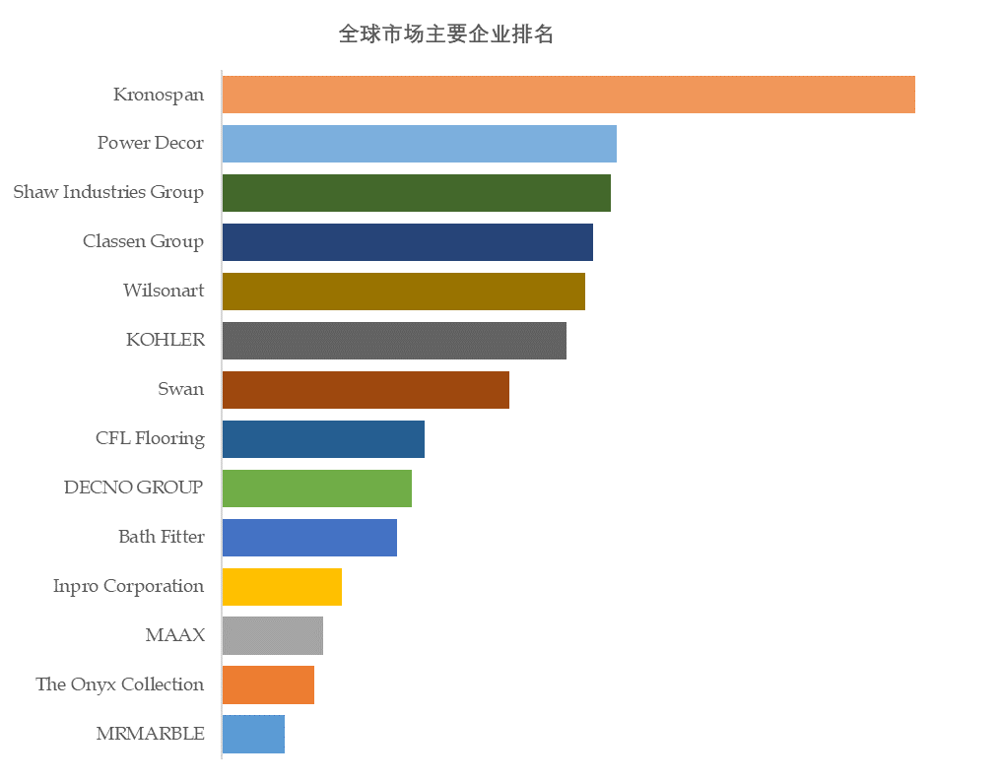 全球市场主要企业排名
Kronospan
Power Decor
Shaw Industries Group
Classen Group
Wilsonart
KOHLER
Swan
CFL Flooring
DECNO GROUP
Bath Fitter
Inpro Corporation
MAAX
The Onyx Collection
MRMARBLE